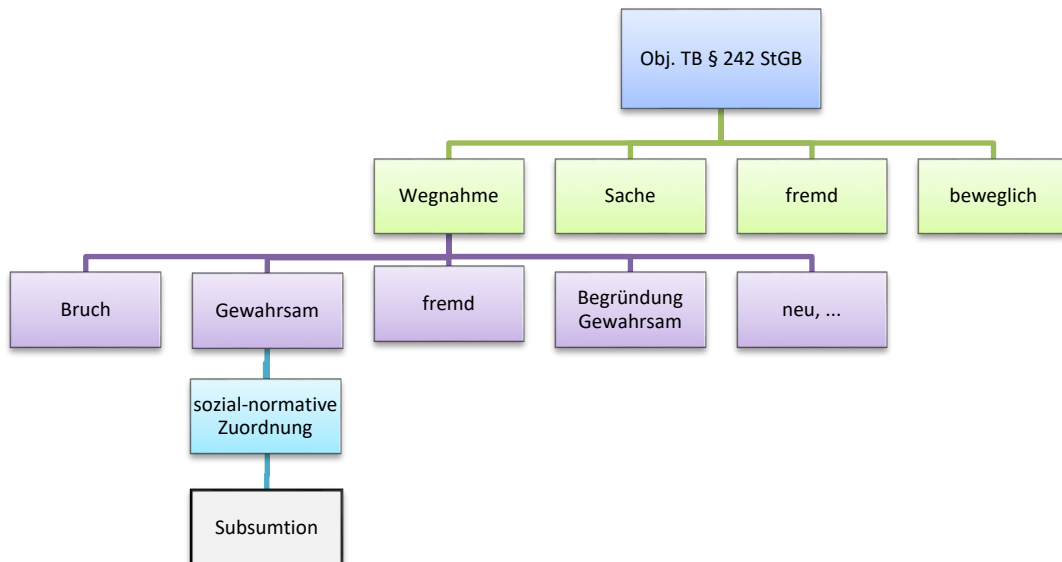 Obj. TB § 242 StGB
Wegnahme
Sache
fremd
beweglich
Bruch
Gewahrsam
fremd
Begründung
Gewahrsam
neu, ...
sozial-normative
Zuordnung
Subsumtion